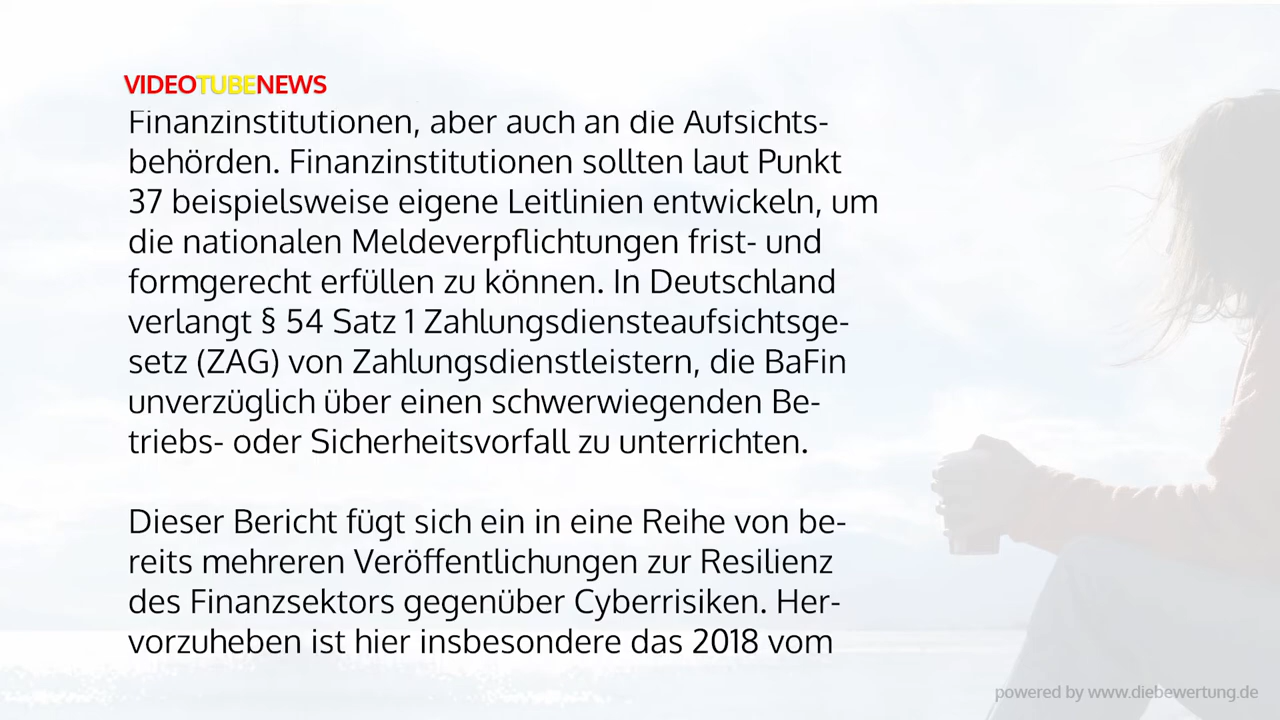 VIDEOTUBENEWS
Finanzinstitutionen, aber auch an die Aufsichts-
behörden. Finanzinstitutionen sollten laut Punkt
37 beispielsweise eigene Leitlinien entwickeln, um
die nationalen Meldeverpflichtungen frist- und
formgerecht erfüllen zu können. In Deutschland
verlangt § 54 Satz 1 Zahlungsdiensteaufsichtsge-
setz (ZAG) von Zahlungsdienstleistern, die BaFin
unverzüglich über einen schwerwiegenden Be-
triebs- oder Sicherheitsvorfall zu unterrichten.
Dieser Bericht fügt sich ein in eine Reihe von be-
reits mehreren Veröffentlichungen zur Resilienz
des Finanzsektors gegenüber Cyberrisiken. Her-
vorzuheben ist hier insbesondere das 2018 vom
powered by www.diebewertung.de